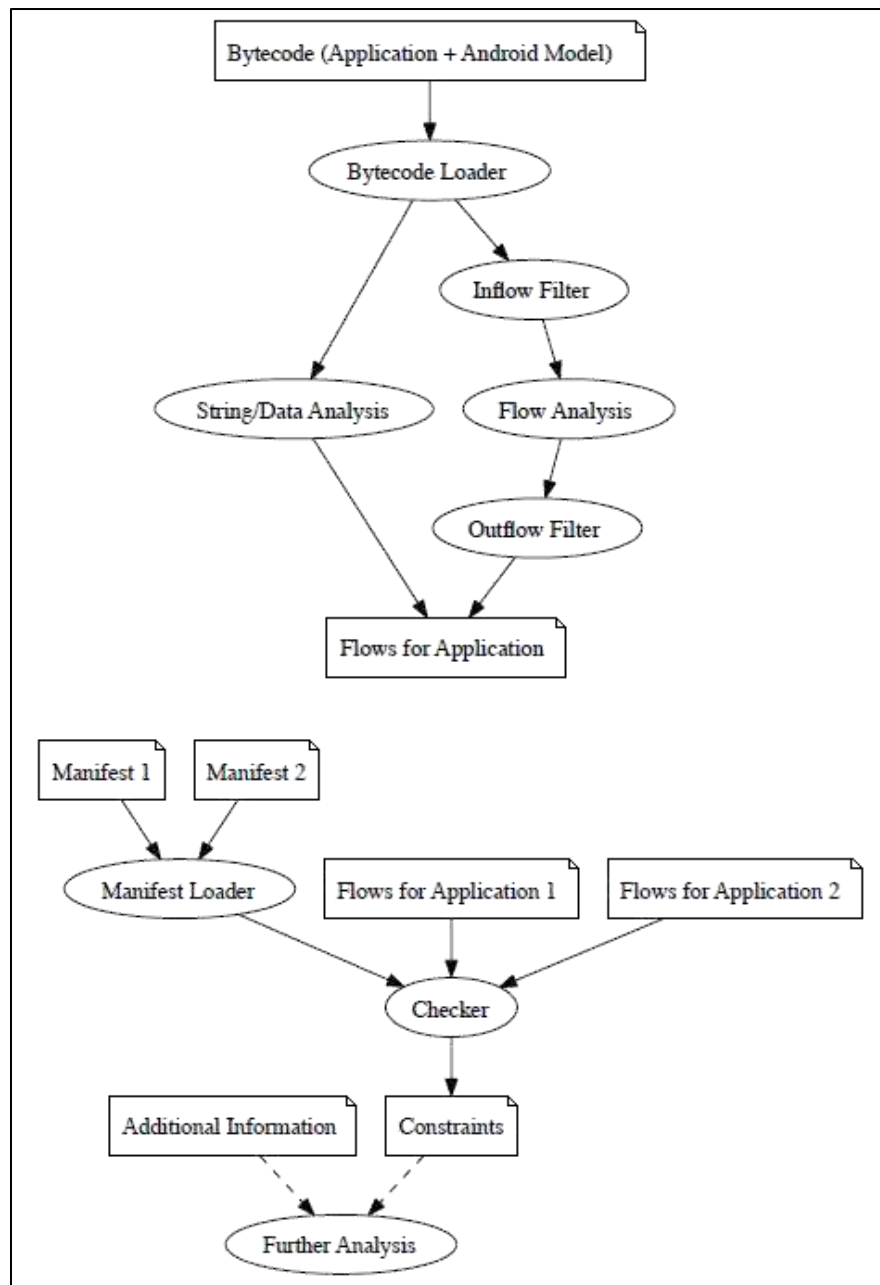 Bytecode (Application + Android Model)
Bytecode Loader
Inflow Filter
String/Data Analysis
Flow Analysis
Outflow Filter
Flows for Application
Manifest 1
Manifest 2
Manifest Loader
Flows for Application 1
Flows for Application 2
Checker
Additional Information
Constraints
Further Analysis